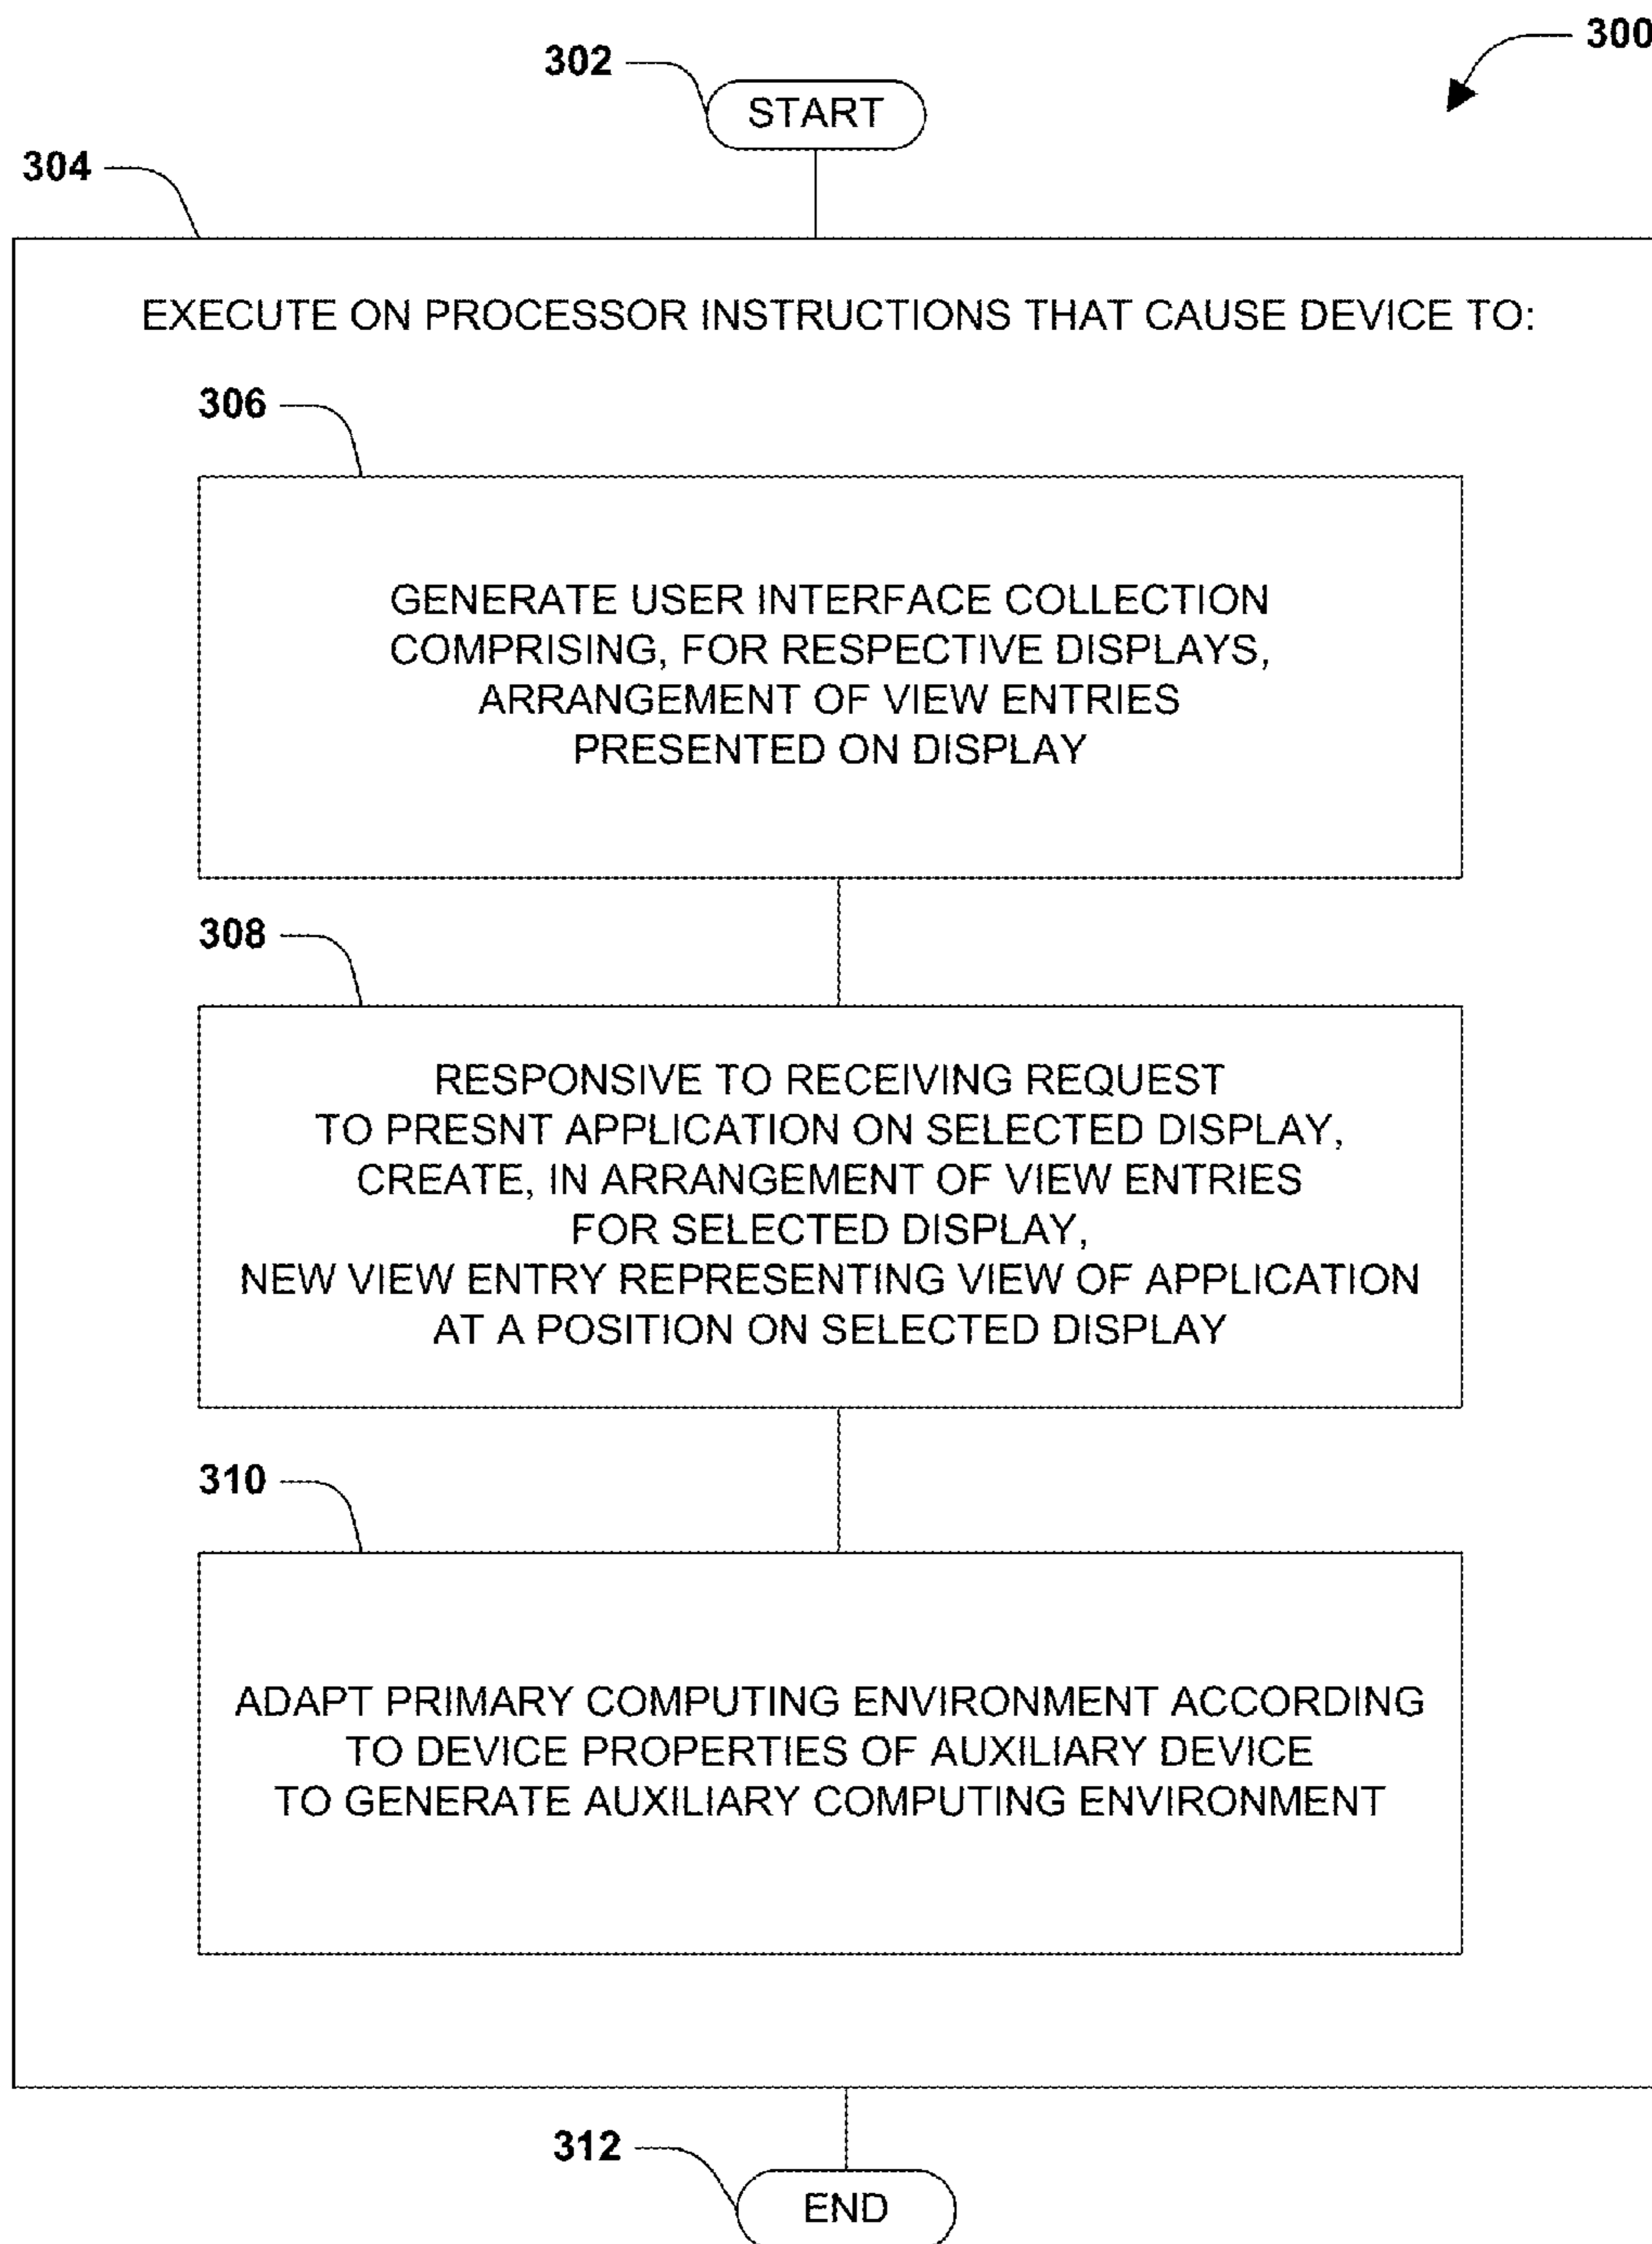 300
302
START
304
EXECUTE ON PROCESSOR INSTRUCTIONS THAT CAUSE DEVICE TO:
306
GENERATE USER INTERFACE COLLECTION
COMPRISING, FOR RESPECTIVE DISPLAYS,
ARRANGEMENT OF VIEW ENTRIES
PRESENTED ON DISPLAY
308
RESPONSIVE TO RECEIVING REQUEST
TO PRESNT APPLICATION ON SELECTED DISPLAY,
CREATE, IN ARRANGEMENT OF VIEW ENTRIES
FOR SELECTED DISPLAY,
NEW VIEW ENTRY REPRESENTING VIEW OF APPLICATION
AT A POSITION ON SELECTED DISPLAY
310
ADAPT PRIMARY COMPUTING ENVIRONMENT ACCORDING
TO DEVICE PROPERTIES OF AUXILIARY DEVICE
TO GENERATE AUXILIARY COMPUTING ENVIRONMENT
312
END